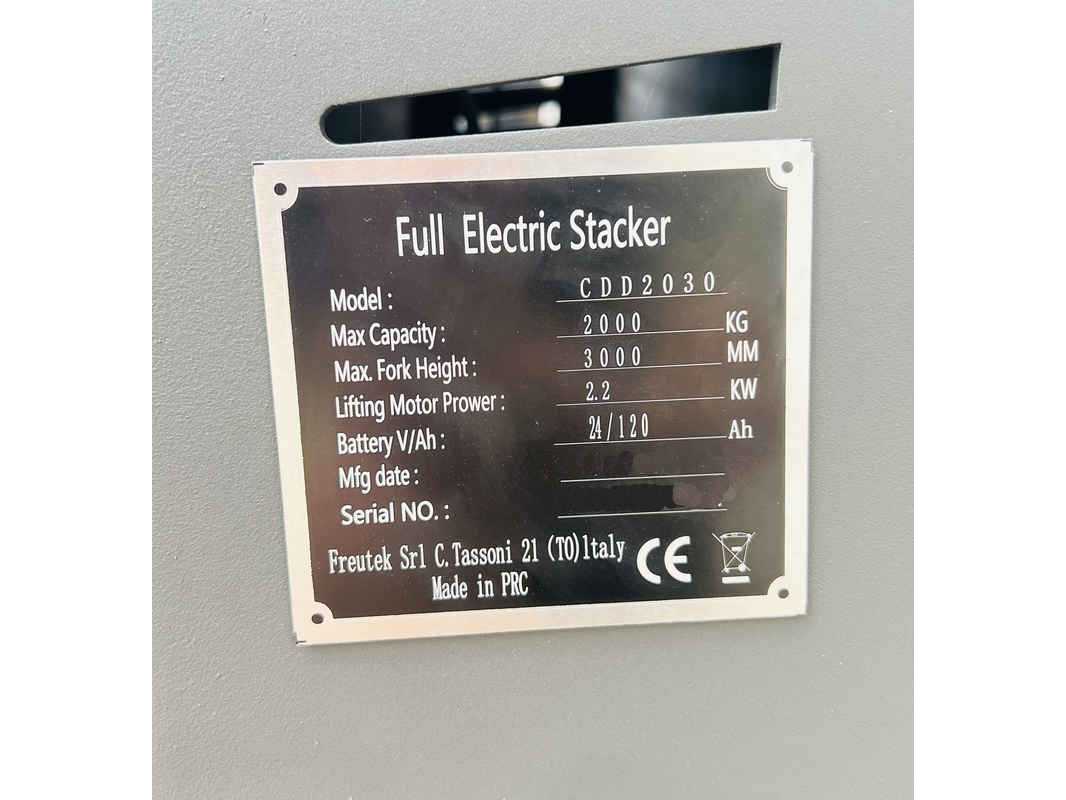 Full Electric Stacker
Model : CDD2030
Max Capacity : 2000 KG
Max. Fork Height : 3000 MM
Lifting Motor Prower : 2.2 KW
Battery V/Ah : 24/120 Ah
Mfg date :
Serial NO. :
Freutek Srl C.Tassoni 21 (TO)ltaly CE
Made in PRC